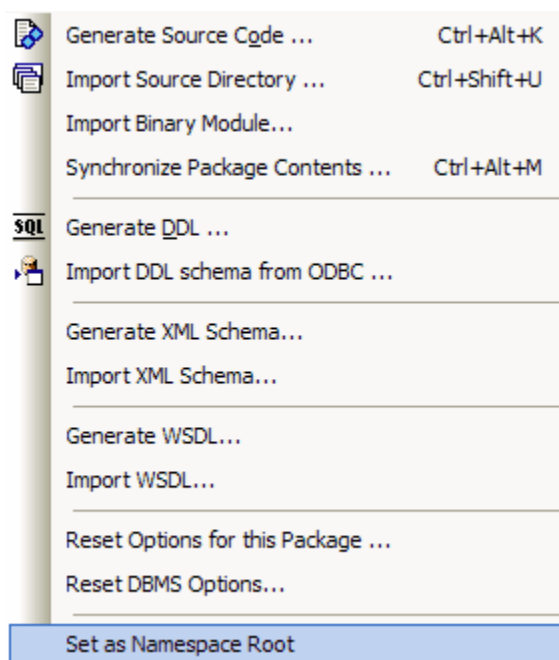 Generate Source Code ... Ctrl+Alt+K
Import Source Directory ... Ctrl+Shift+U
Import Binary Module...
Synchronize Package Contents ... Ctrl+Alt+M
SQL Generate DDL ...
Import DDL schema from ODBC ...
Generate XML Schema...
Import XML Schema...
Generate WSDL...
Import WSDL...
Reset Options for this Package ...
Reset DBMS Options...
Set as Namespace Root